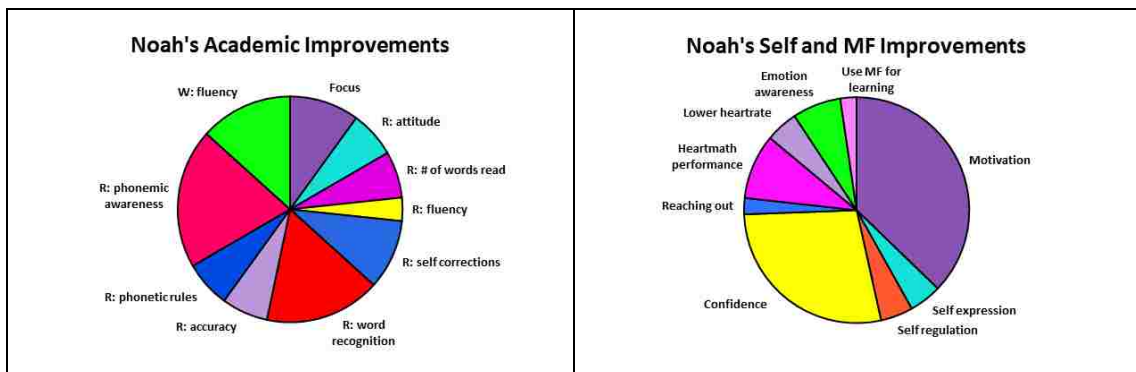 Noah's Academic Improvements
W: fluency
Focus
R: attitude
R: # of words read
R: fluency
R: self corrections
R: word
recognition
R: accuracy
R: phonetic rules
R: phonemic
awareness
Noah's Self and MF Improvements
Use MF for
learning
Emotion
awareness
Lower heartrate
Heartmath
performance
Reaching out
Confidence
Motivation
Self expression
Self regulation